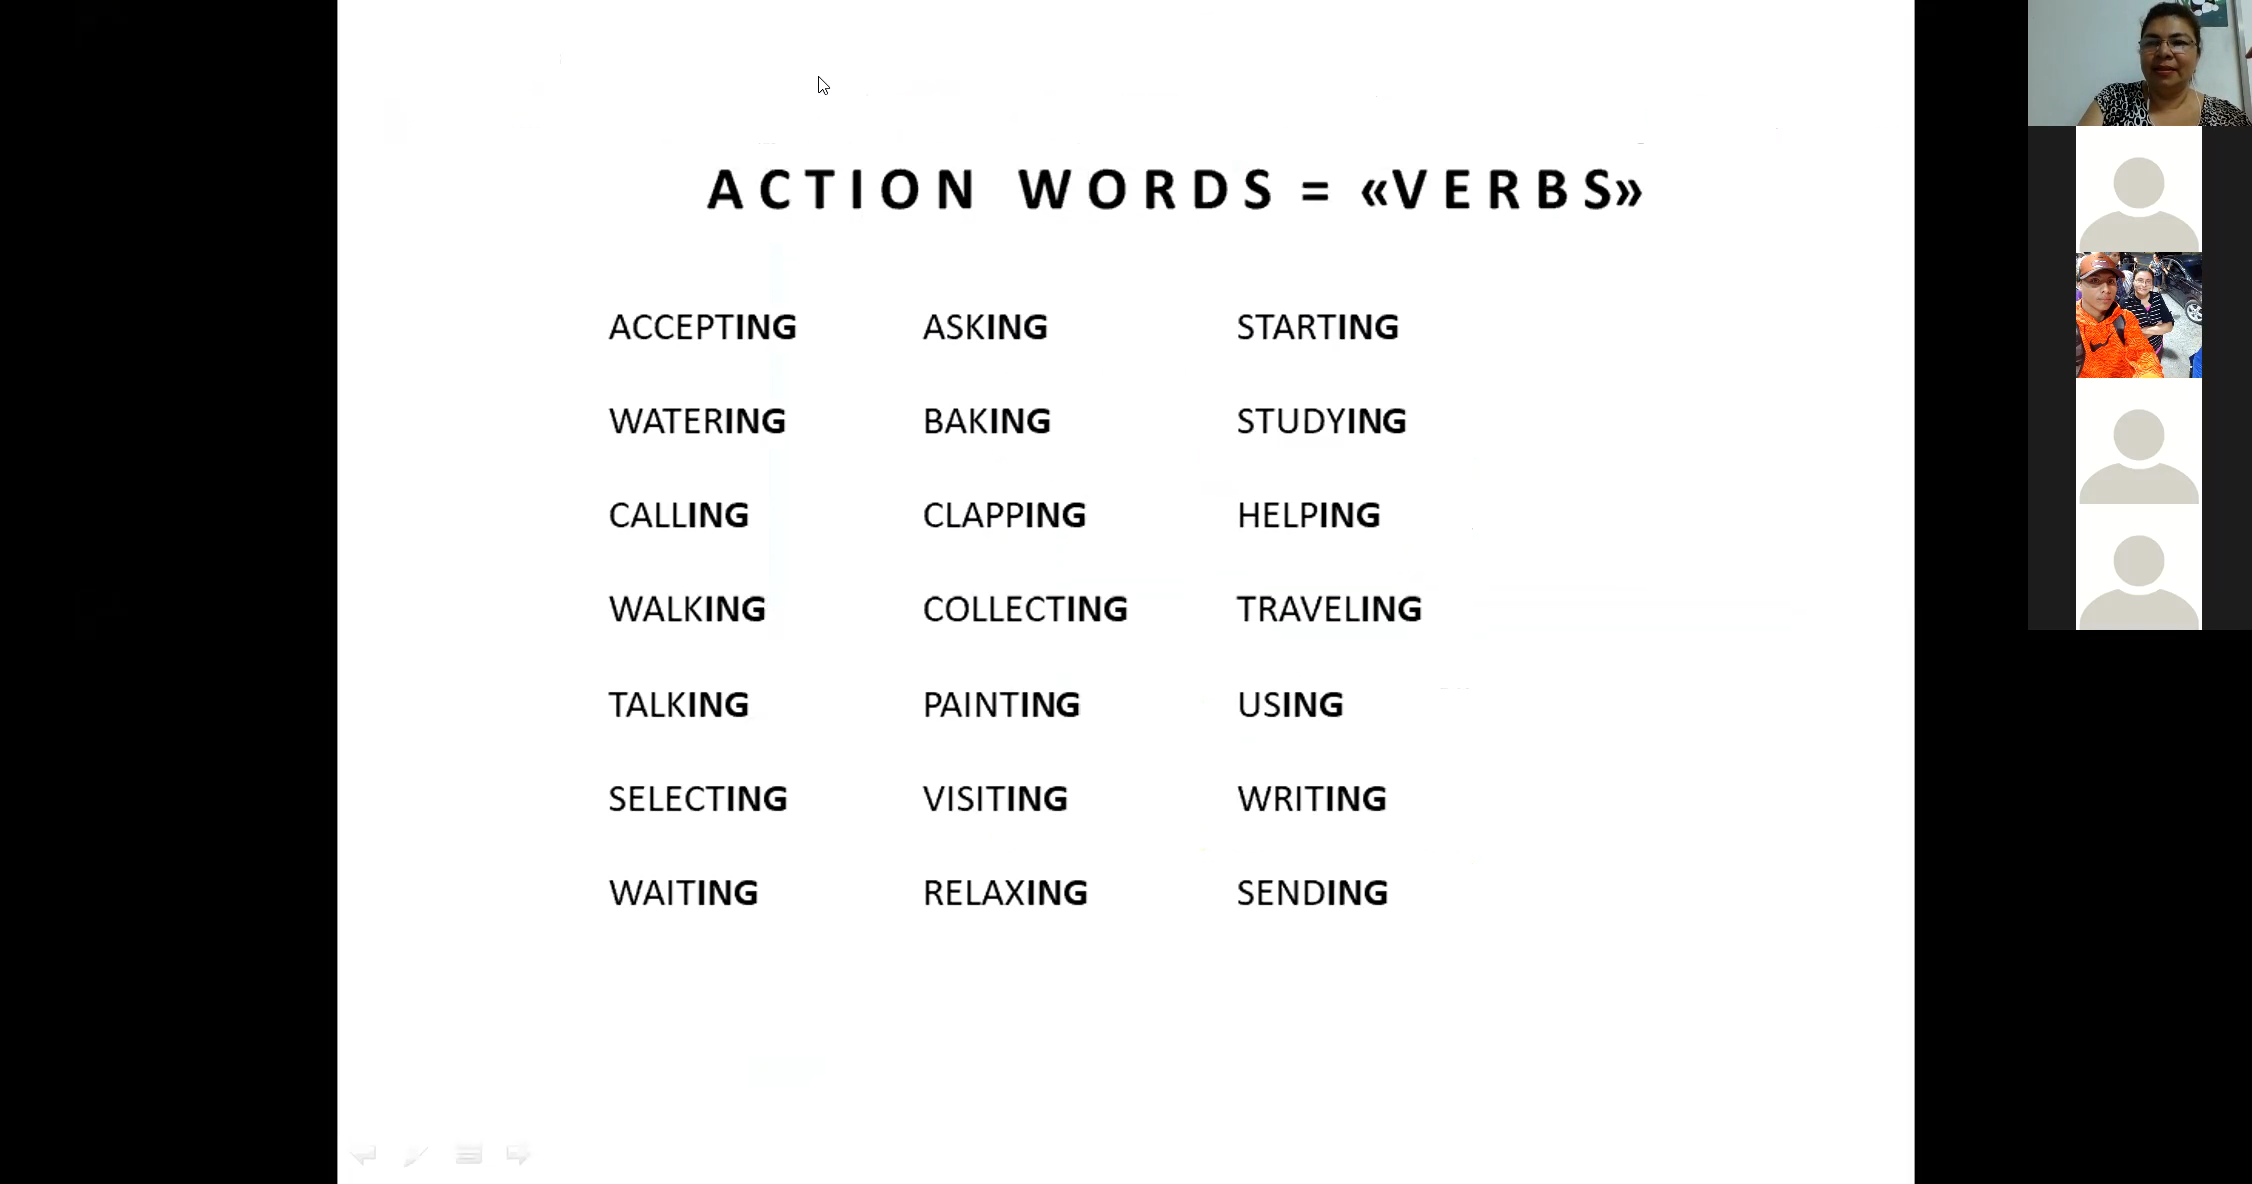 ACTION WORDS = «VERBS»
ACCEPTING ASKING STARTING
WATERING BAKING STUDYING
CALLING CLAPPING HELPING
WALKING COLLECTING TRAVELING
TALKING PAINTING USING
SELECTING VISITING WRITING
WAITING RELAXING SENDING